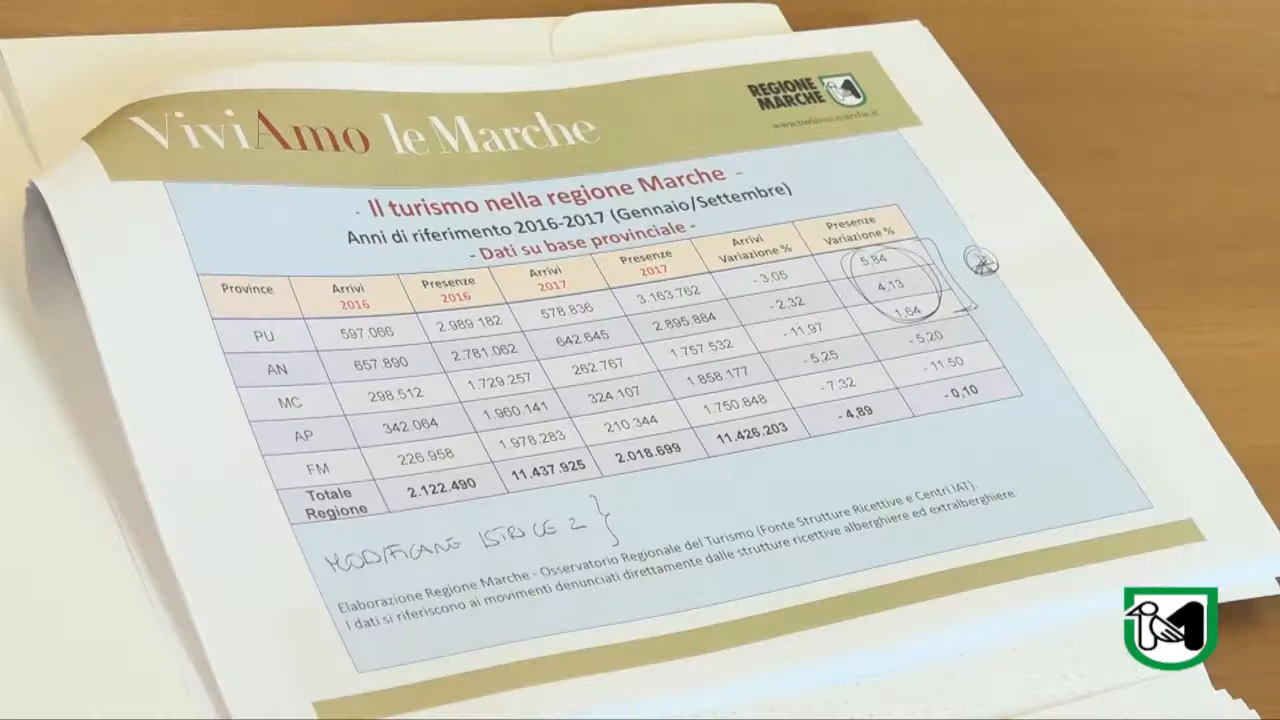 ViviAmo le Marche
REGIONE
MARCHE
www.turismo.marche.it
- Il turismo nella regione Marche -
Anni di riferimento 2016-2017 (Gennaio/Settembre)
- Dati su base provinciale -
Province Arrivi 2016 Presenze 2016 Arrivi 2017 Presenze 2017 Arrivi Variazione % Presenze Variazione %
PU 597.066 2.989.182 578.836 3.163.762 - 3,05 5,84
AN 657.890 2.781.062 642.645 2.895.884 - 2,32 4,13
MC 298.512 1.729.257 262.767 1.757.532 - 11,97 1,64
AP 342.064 1.960.141 324.107 1.858.177 - 5,25 - 5,20
FM 226.958 1.978.283 210.344 1.750.848 - 7,32 - 11,50
Totale Regione 2.122.490 11.437.925 2.018.699 11.426.203 - 4,89 - 0,10
Elaborazione Regione Marche - Osservatorio Regionale del Turismo (Fonte Strutture Ricettive e Centri IAT).
I dati si riferiscono ai movimenti denunciati direttamente dalle strutture ricettive alberghiere ed extralberghiere.